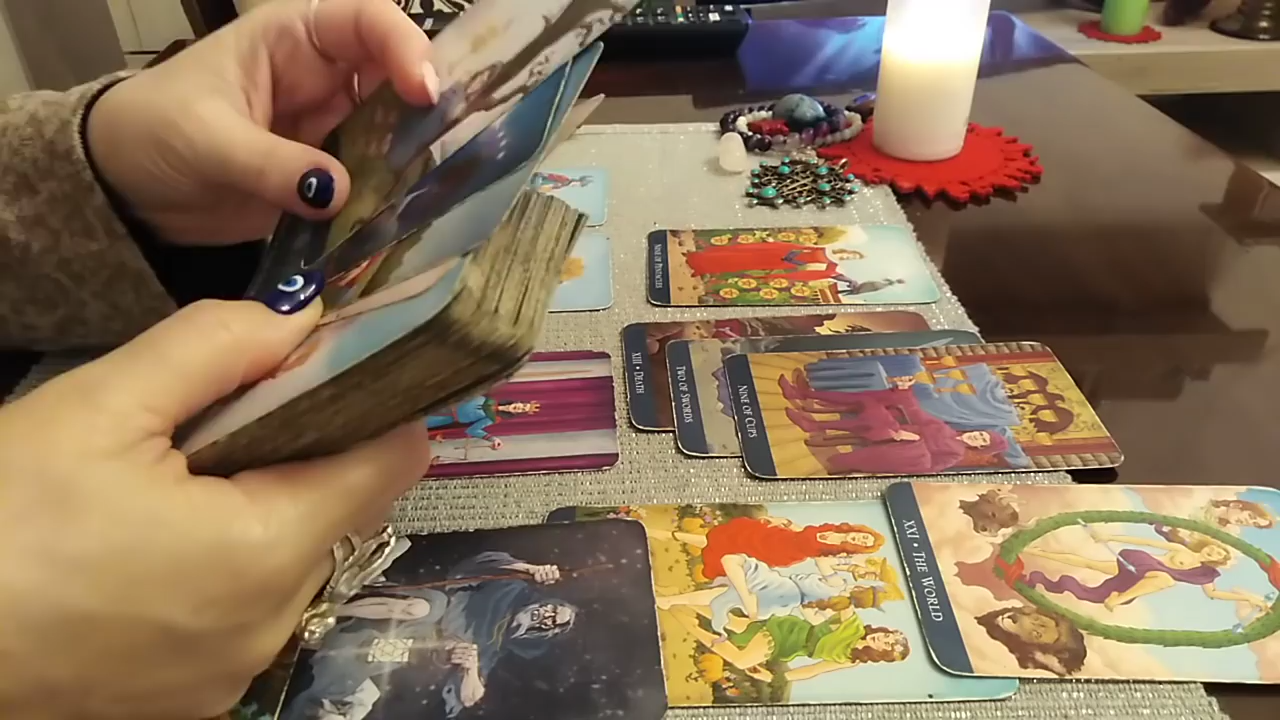 NINE OF PENTACLES
XIII • DEATH
TWO OF SWORDS
NINE OF CUPS
XXI • THE WORLD